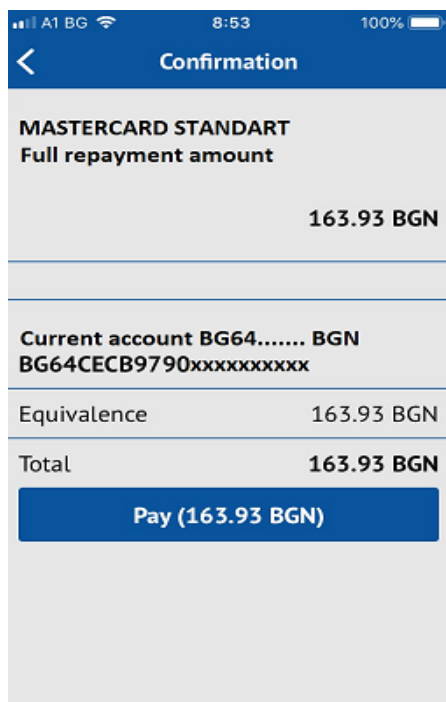 A1 BG 8:53 100%
Confirmation
MASTERCARD STANDART
Full repayment amount
163.93 BGN
Current account BG64....... BGN
BG64CECB9790xxxxxxxxxx
Equivalence 163.93 BGN
Total 163.93 BGN
Pay (163.93 BGN)